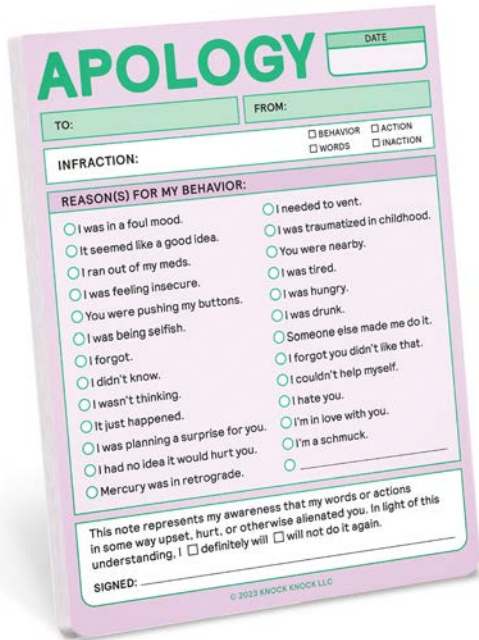 APOLOGY
DATE
TO:
FROM:
INFRACTION:
BEHAVIOR
ACTION
WORDS
INACTION
REASON(S) FOR MY BEHAVIOR:
I was in a foul mood.
It seemed like a good idea.
I ran out of my meds.
I was feeling insecure.
You were pushing my buttons.
I was being selfish.
I forgot.
I didn't know.
I wasn't thinking.
It just happened.
I was planning a surprise for you.
I had no idea it would hurt you.
Mercury was in retrograde.
I needed to vent.
I was traumatized in childhood.
You were nearby.
I was tired.
I was hungry.
I was drunk.
Someone else made me do it.
I forgot you didn't like that.
I couldn't help myself.
I hate you.
I'm in love with you.
I'm a schmuck.
This note represents my awareness that my words or actions
in some way upset, hurt, or otherwise alienated you. In light of this
understanding, I □ definitely will □ will not do it again.
SIGNED:
© 2023 KNOCK KNOCK LLC